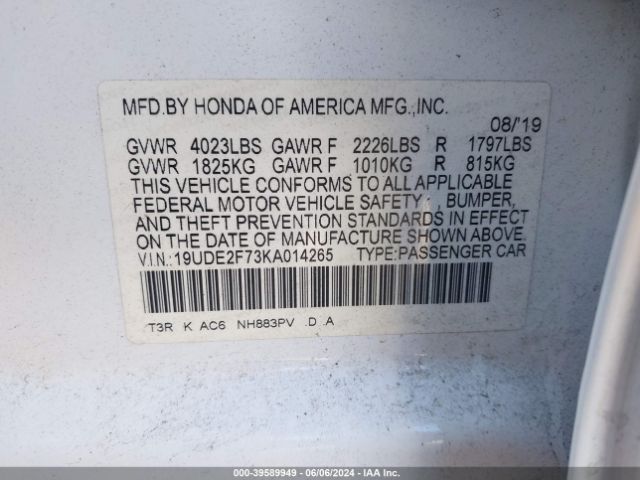 MFD.BY HONDA OF AMERICA MFG.,INC.
08/'19
GVWR 4023LBS GAWR F 2226LBS R 1797LBS
GVWR 1825KG GAWR F 1010KG R 815KG
THIS VEHICLE CONFORMS TO ALL APPLICABLE
FEDERAL MOTOR VEHICLE SAFETY , BUMPER,
AND THEFT PREVENTION STANDARDS IN EFFECT
ON THE DATE OF MANUFACTURE SHOWN ABOVE.
V.I.N.:19UDE2F73KA014265 TYPE:PASSENGER CAR
T3R K AC6 NH883PV .D .A
000-39589949 - 06/06/2024 - IAA Inc.